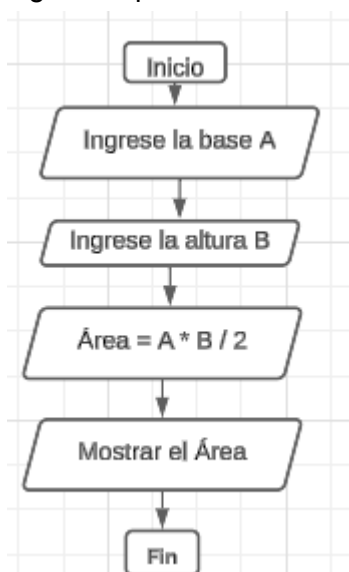 Inicio
Ingrese la base A
Ingrese la altura B
Área = A * B / 2
Mostrar el Área
Fin